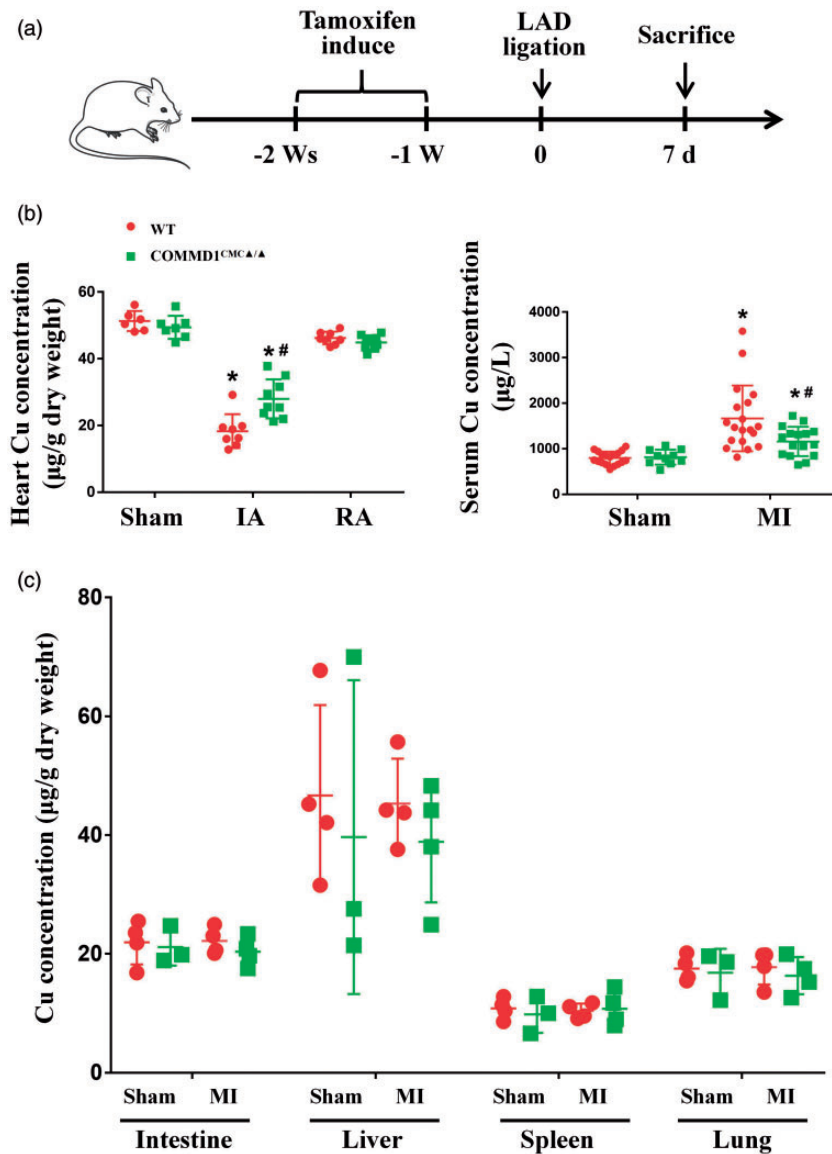 (a)
Tamoxifen
induce
LAD
ligation
Sacrifice
-2 Ws
-1 W
0
7 d
(b)
WT
COMMD1CMC▲/▲
Heart Cu concentration
(µg/g dry weight)
60
40
20
0
*
* #
Sham
IA
RA
Serum Cu concentration
(µg/L)
4000
3000
2000
1000
0
*
* #
Sham
MI
(c)
Cu concentration (µg/g dry weight)
80
60
40
20
0
Sham MI Sham MI Sham MI Sham MI
Intestine Liver Spleen Lung